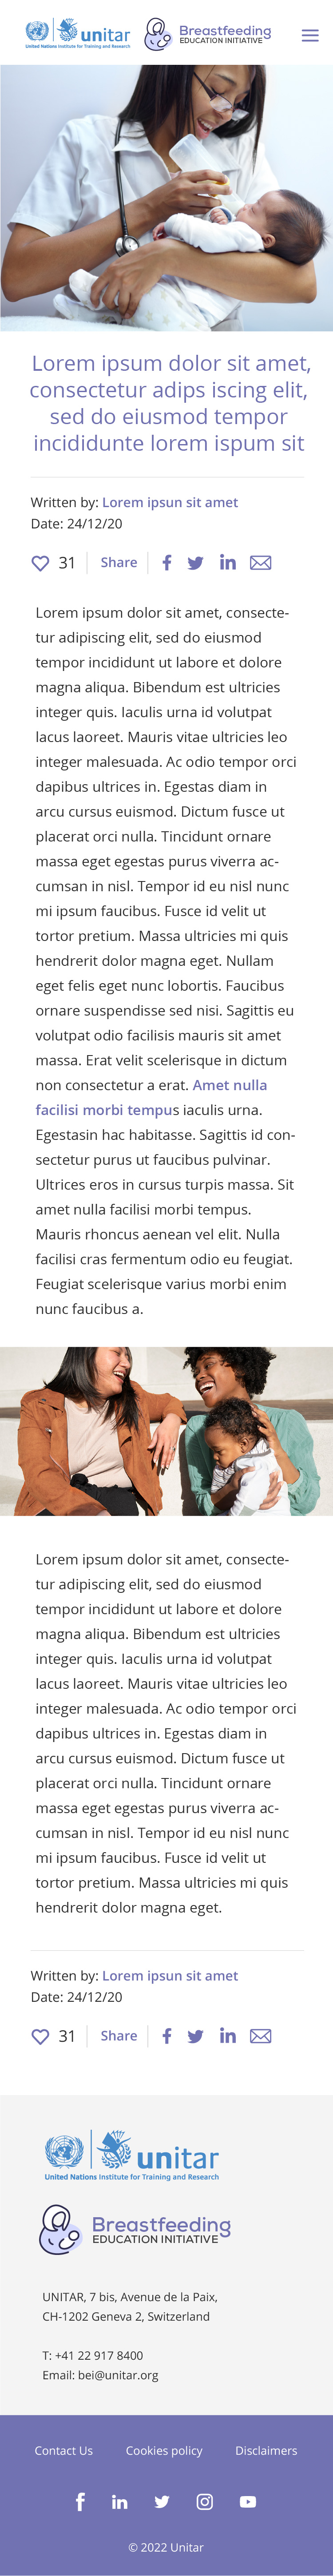 unitar
United Nations Institute for Training and Research
Breastfeeding
EDUCATION INITIATIVE
Lorem ipsum dolor sit amet,
consectetur adips iscing elit,
sed do eiusmod tempor
incididunte lorem ispum sit
Written by: Lorem ipsun sit amet
Date: 24/12/20
31 Share
Lorem ipsum dolor sit amet, consecte-
tur adipiscing elit, sed do eiusmod
tempor incididunt ut labore et dolore
magna aliqua. Bibendum est ultricies
integer quis. Iaculis urna id volutpat
lacus laoreet. Mauris vitae ultricies leo
integer malesuada. Ac odio tempor orci
dapibus ultrices in. Egestas diam in
arcu cursus euismod. Dictum fusce ut
placerat orci nulla. Tincidunt ornare
massa eget egestas purus viverra ac-
cumsan in nisl. Tempor id eu nisl nunc
mi ipsum faucibus. Fusce id velit ut
tortor pretium. Massa ultricies mi quis
hendrerit dolor magna eget. Nullam
eget felis eget nunc lobortis. Faucibus
ornare suspendisse sed nisi. Sagittis eu
volutpat odio facilisis mauris sit amet
massa. Erat velit scelerisque in dictum
non consectetur a erat. Amet nulla
facilisi morbi tempus iaculis urna.
Egestasin hac habitasse. Sagittis id con-
sectetur purus ut faucibus pulvinar.
Ultrices eros in cursus turpis massa. Sit
amet nulla facilisi morbi tempus.
Mauris rhoncus aenean vel elit. Nulla
facilisi cras fermentum odio eu feugiat.
Feugiat scelerisque varius morbi enim
nunc faucibus a.
Lorem ipsum dolor sit amet, consecte-
tur adipiscing elit, sed do eiusmod
tempor incididunt ut labore et dolore
magna aliqua. Bibendum est ultricies
integer quis. Iaculis urna id volutpat
lacus laoreet. Mauris vitae ultricies leo
integer malesuada. Ac odio tempor orci
dapibus ultrices in. Egestas diam in
arcu cursus euismod. Dictum fusce ut
placerat orci nulla. Tincidunt ornare
massa eget egestas purus viverra ac-
cumsan in nisl. Tempor id eu nisl nunc
mi ipsum faucibus. Fusce id velit ut
tortor pretium. Massa ultricies mi quis
hendrerit dolor magna eget.
Written by: Lorem ipsun sit amet
Date: 24/12/20
31 Share
unitar
United Nations Institute for Training and Research
Breastfeeding
EDUCATION INITIATIVE
UNITAR, 7 bis, Avenue de la Paix,
CH-1202 Geneva 2, Switzerland
T: +41 22 917 8400
Email: bei@unitar.org
Contact Us Cookies policy Disclaimers
© 2022 Unitar